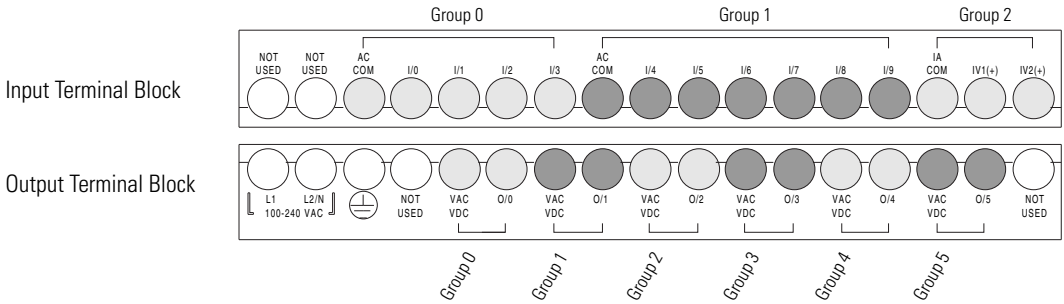 Group 0 Group 1 Group 2
Input Terminal Block
NOT USED NOT USED AC COM I/0 I/1 I/2 I/3 AC COM I/4 I/5 I/6 I/7 I/8 I/9 IA COM IV1(+) IV2(+)
Output Terminal Block
L1 L2/N NOT VAC O/0 VAC O/1 VAC O/2 VAC O/3 VAC O/4 VAC O/5 NOT
100-240 VAC USED VDC VDC VDC VDC VDC VDC USED
Group 0 Group 1 Group 2 Group 3 Group 4 Group 5